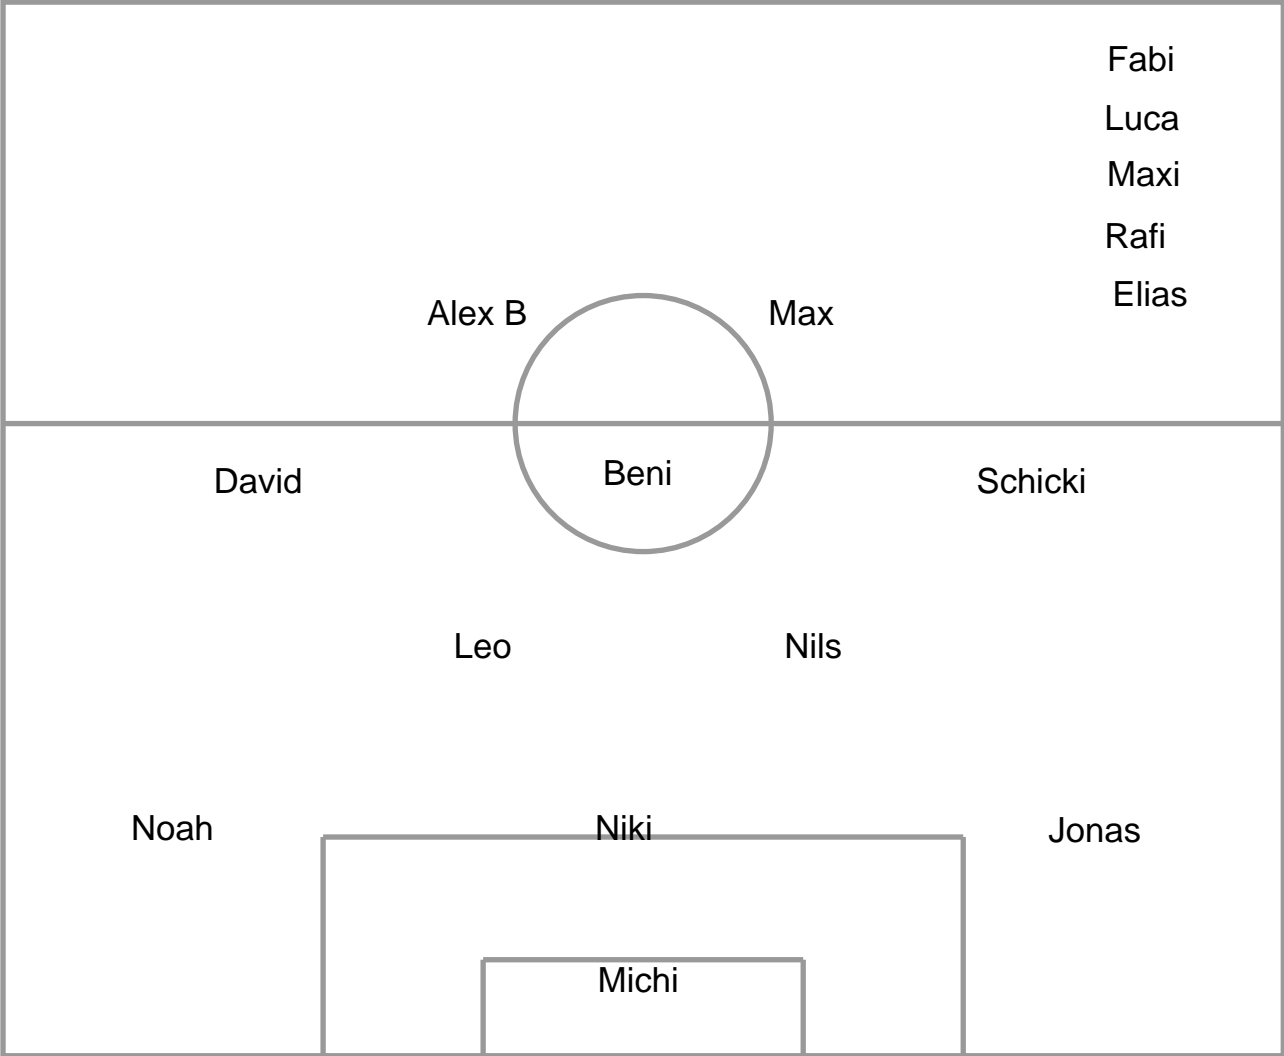 Fabi
Luca
Maxi
Rafi
Elias
Alex B
Max
David
Beni
Schicki
Leo
Nils
Noah
Niki
Jonas
Michi